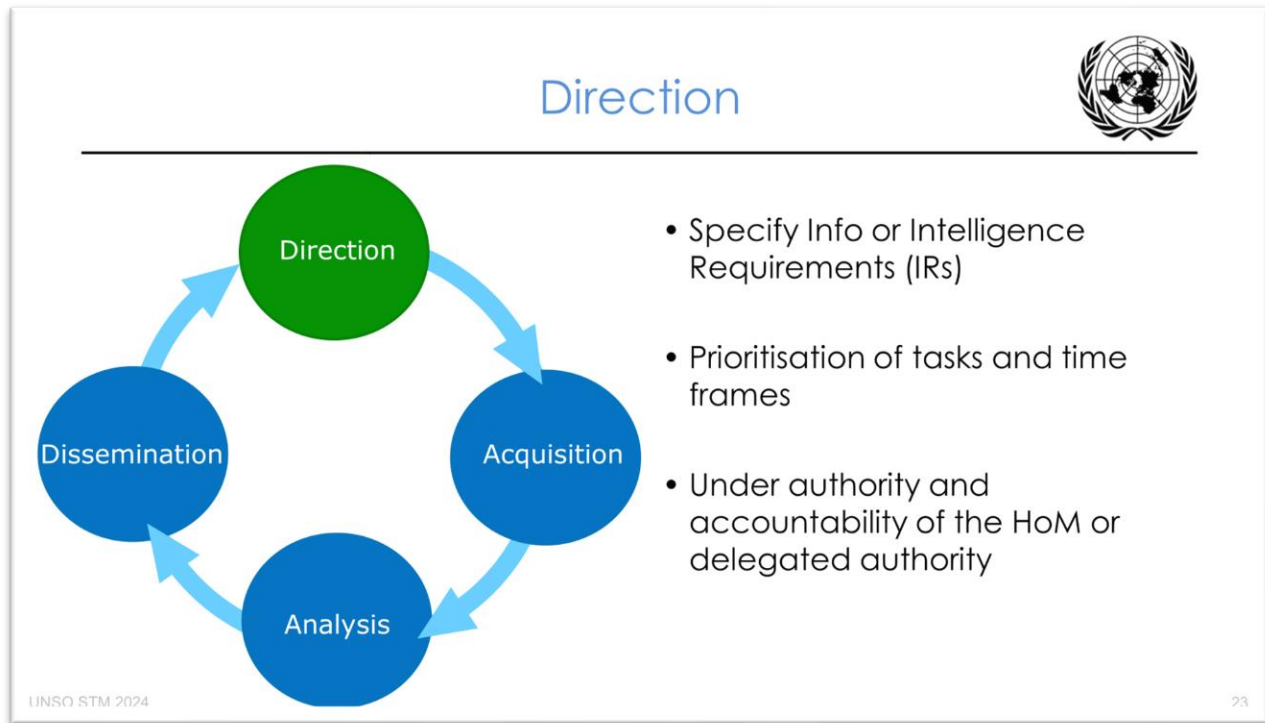 Direction
Direction
Acquisition
Analysis
Dissemination
• Specify Info or Intelligence
Requirements (IRs)
• Prioritisation of tasks and time
frames
• Under authority and
accountability of the HoM or
delegated authority
UNSO STM 2024
23